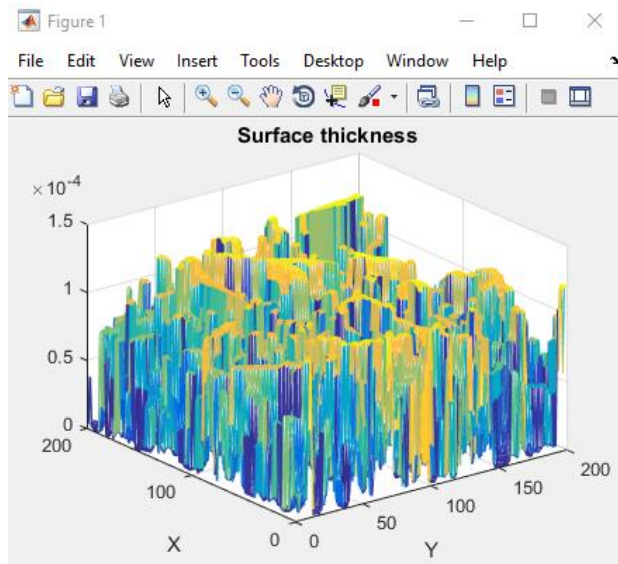 Figure 1
File Edit View Insert Tools Desktop Window Help
Surface thickness
×10⁻⁴
1.5
1
0.5
0
200
100
0
X
0
50
100
150
200
Y